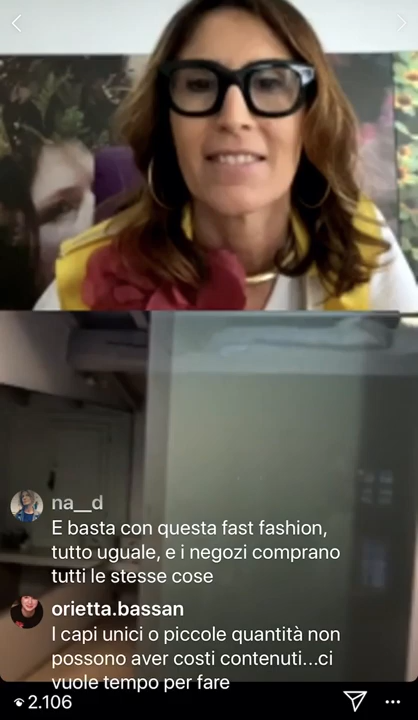 na__d
E basta con questa fast fashion,
tutto uguale, e i negozi comprano
tutti le stesse cose
orietta.bassan
I capi unici o piccole quantità non
possono aver costi contenuti...ci
vuole tempo per fare
2.106